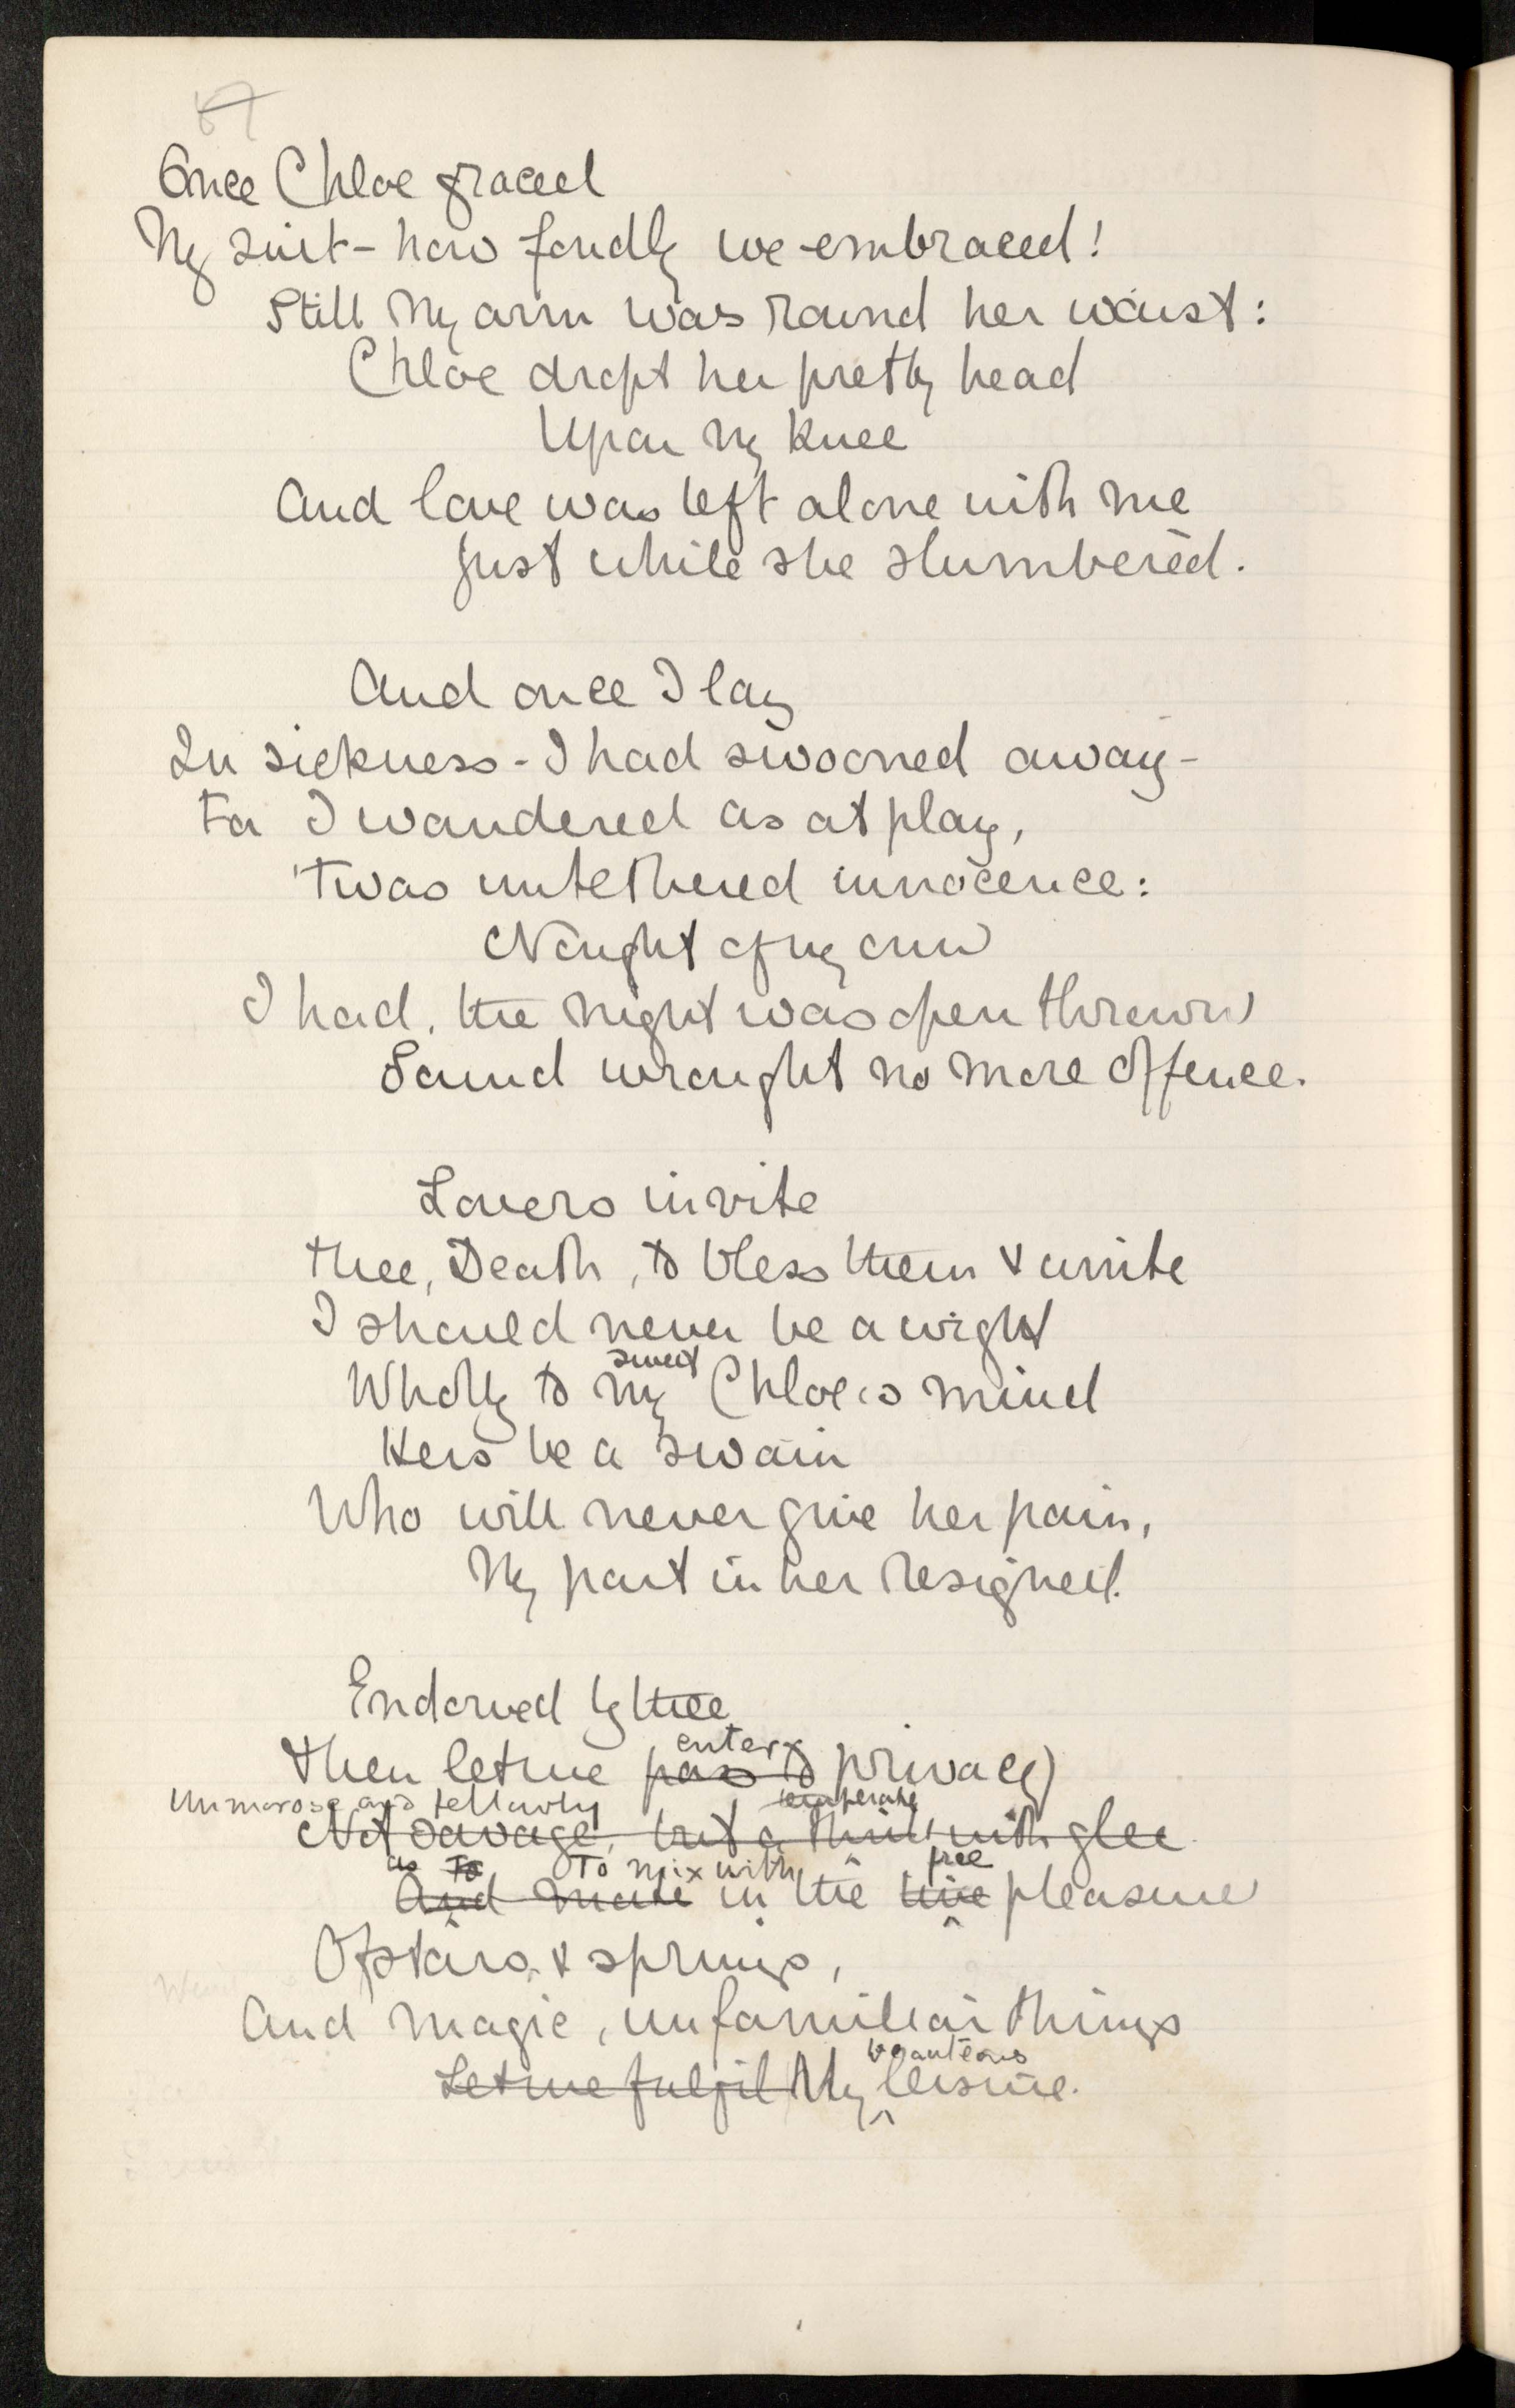 Once Chloe graced
My suit - how fondly we embraced!
Still my arm was round her waist:
Chloe dropt her pretty head
Upon my knee
And love was left alone with me
Just while she slumbered.
And once I lay
In sickness - I had swooned away -
For I wandered as at play,
'Twas untethered innocence:
Naught of my own
I had, the night was open thrown
Sound wrought no more offence.
Lovers invite
Thee, Death, to bless them & unite
I should never be a wight
sweet
Wholly to my Chloe's mind
Hers be a swain
Who will never give her pain,
My part in her resigned.
Endowed by thee
enter
Then let me pass to privacy
Unmorose and fellowly temperate
Not savage, but a with glee
as To To mix with free
And more in the pleasure
Of stars & springs,
And magic, unfamiliar things
beauteous
Let me fulfil My leisure.